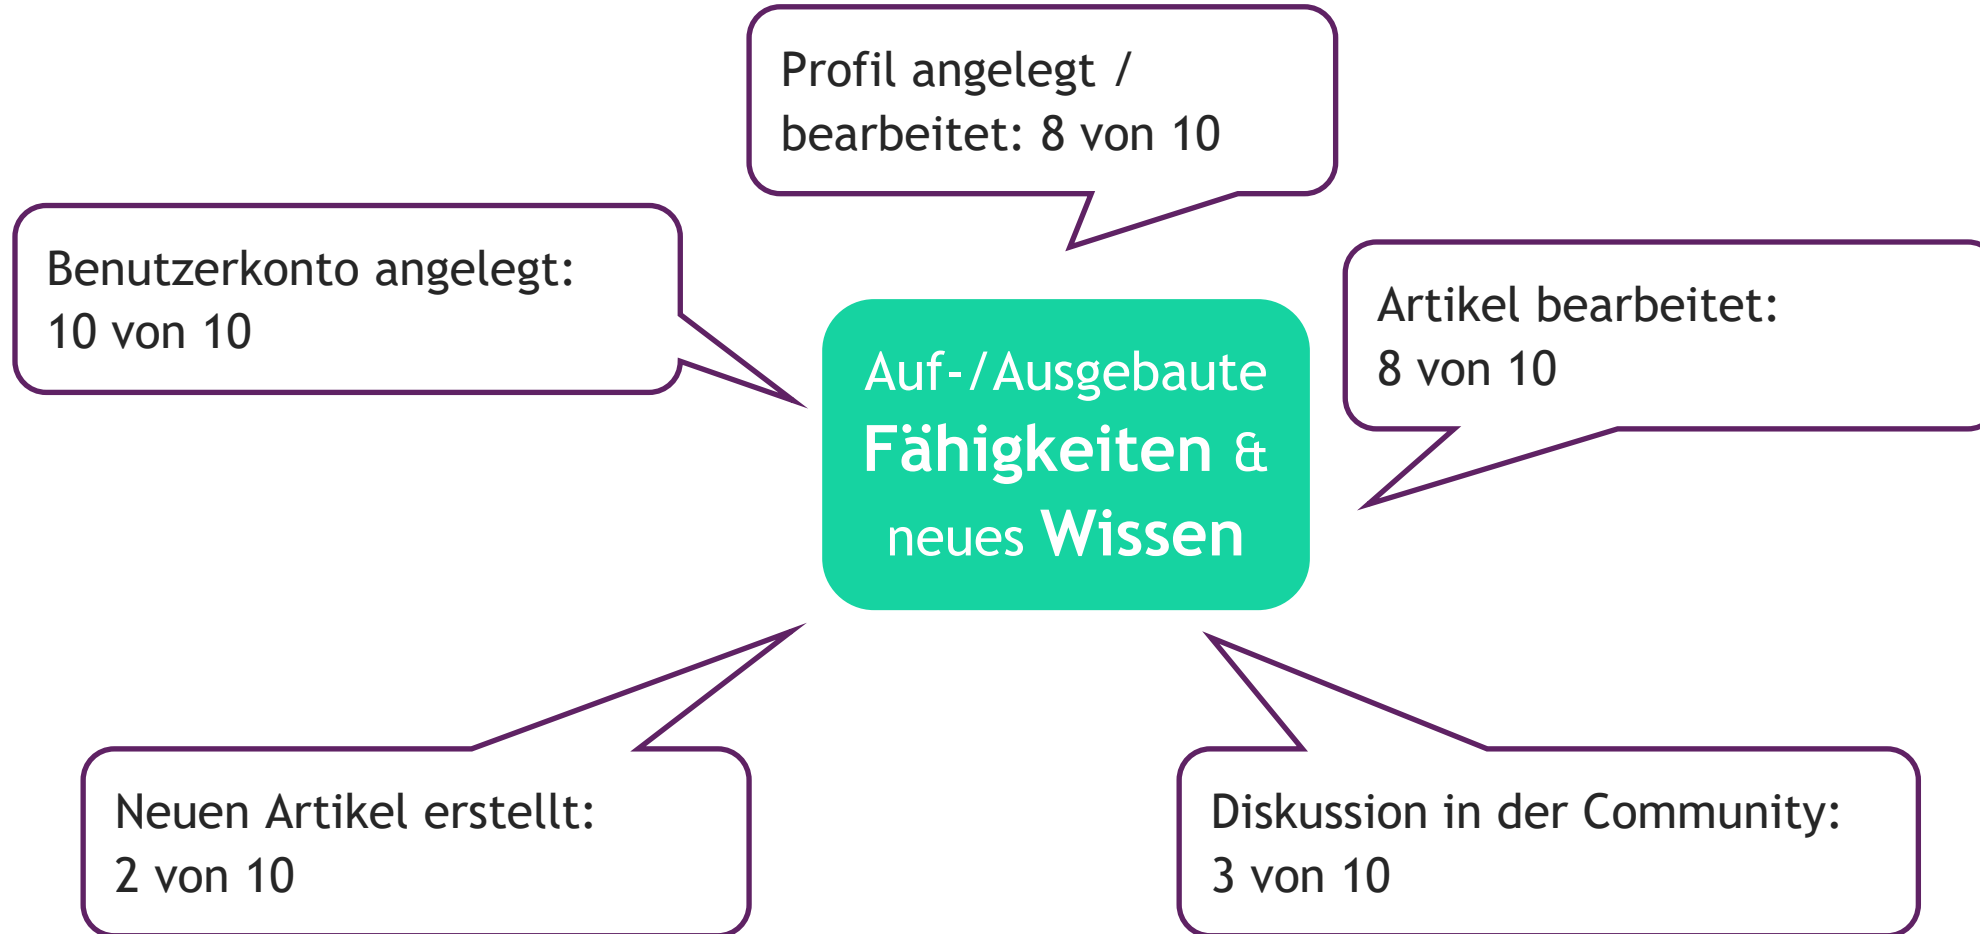 Profil angelegt /
bearbeitet: 8 von 10
Benutzerkonto angelegt:
10 von 10
Artikel bearbeitet:
8 von 10
Auf-/Ausgebaute
Fähigkeiten &
neues Wissen
Neuen Artikel erstellt:
2 von 10
Diskussion in der Community:
3 von 10